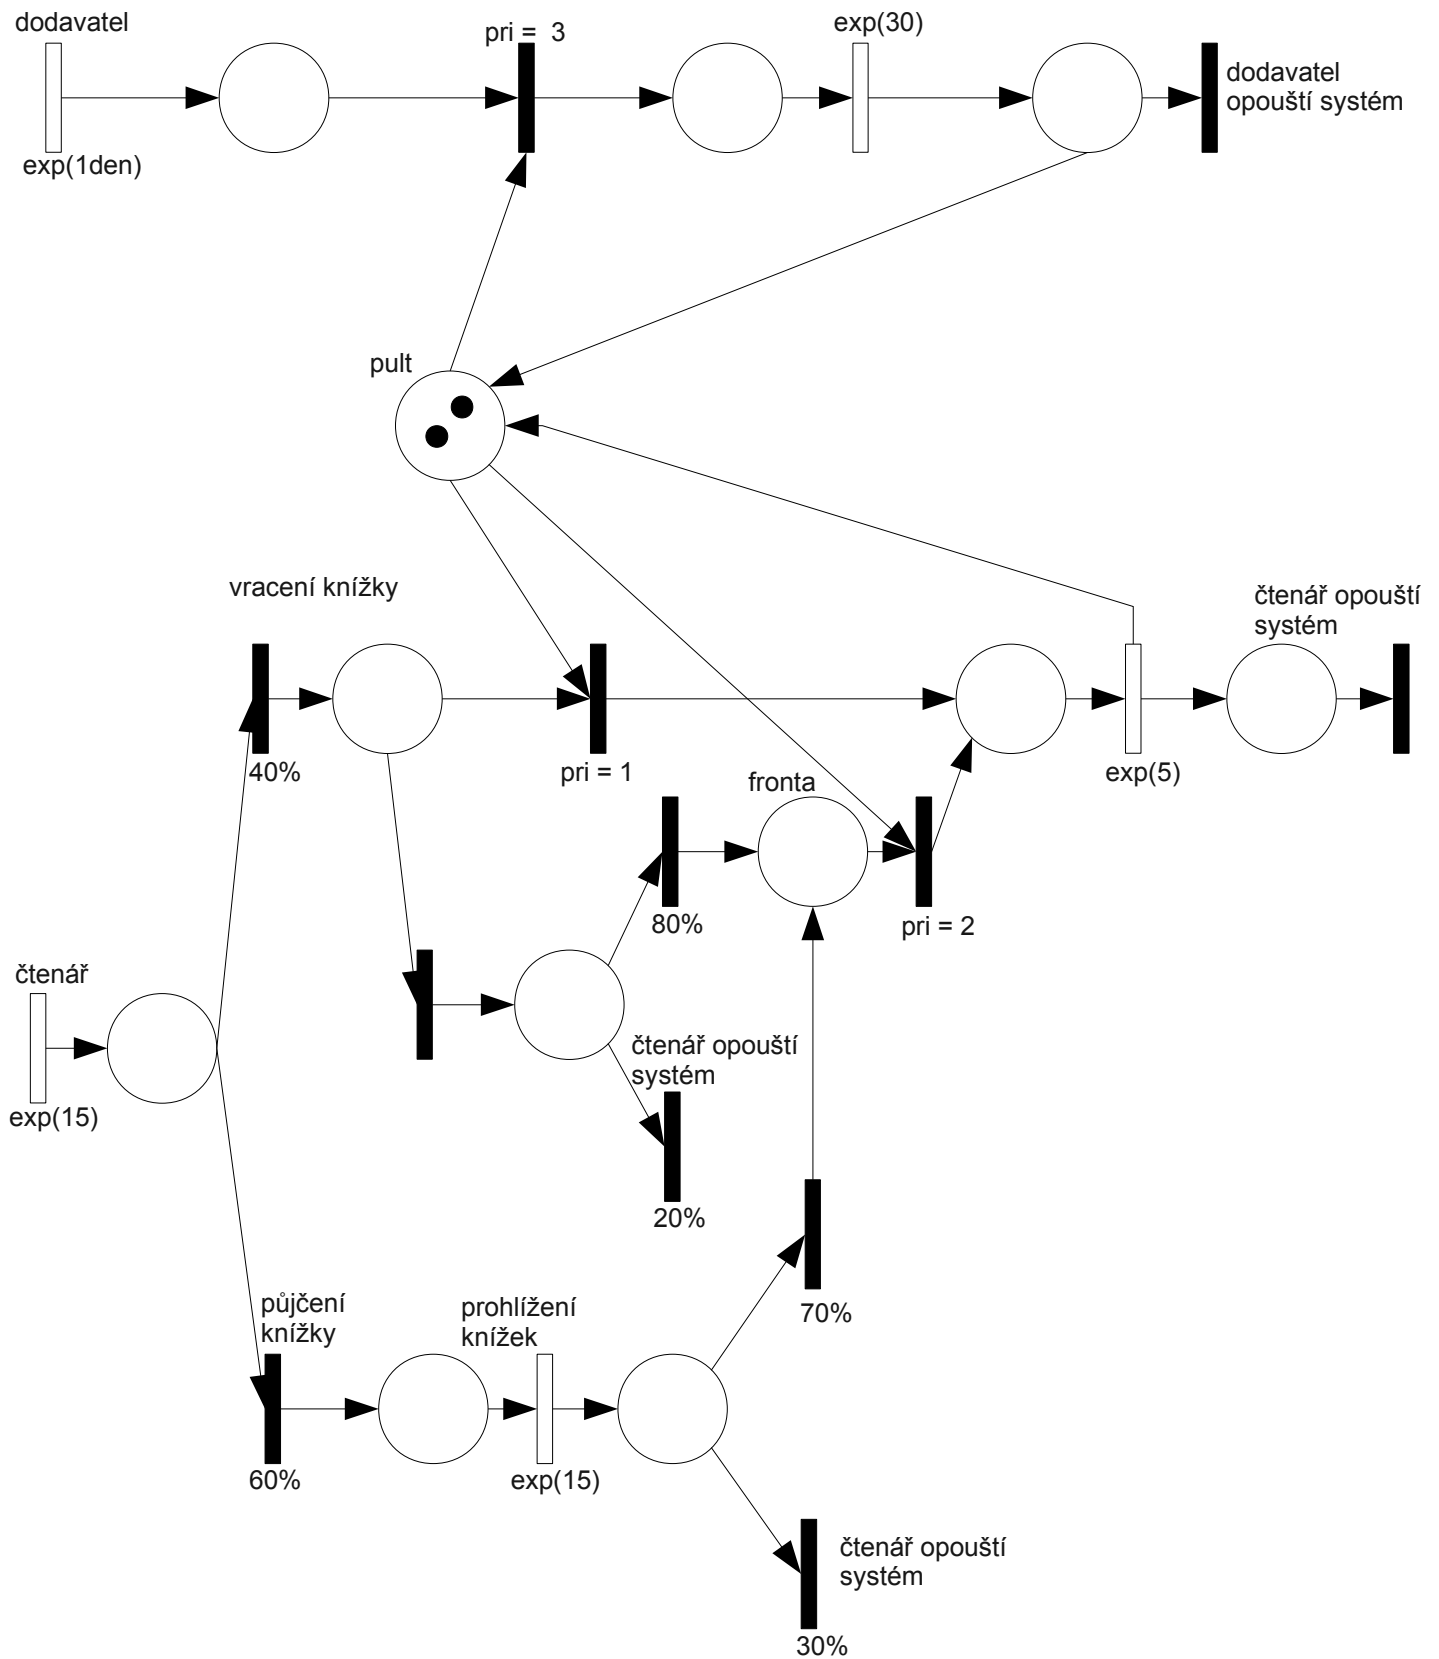 dodavatel
pri =  3
exp(30)
dodavatel
opouští systém
exp(1den)
pult
vracení knížky
čtenář opouští
systém
40%
pri = 1
fronta
exp(5)
80%
pri = 2
čtenář
čtenář opouští
systém
exp(15)
20%
půjčení
knížky
prohlížení
knížek
70%
60%
exp(15)
čtenář opouští
systém
30%